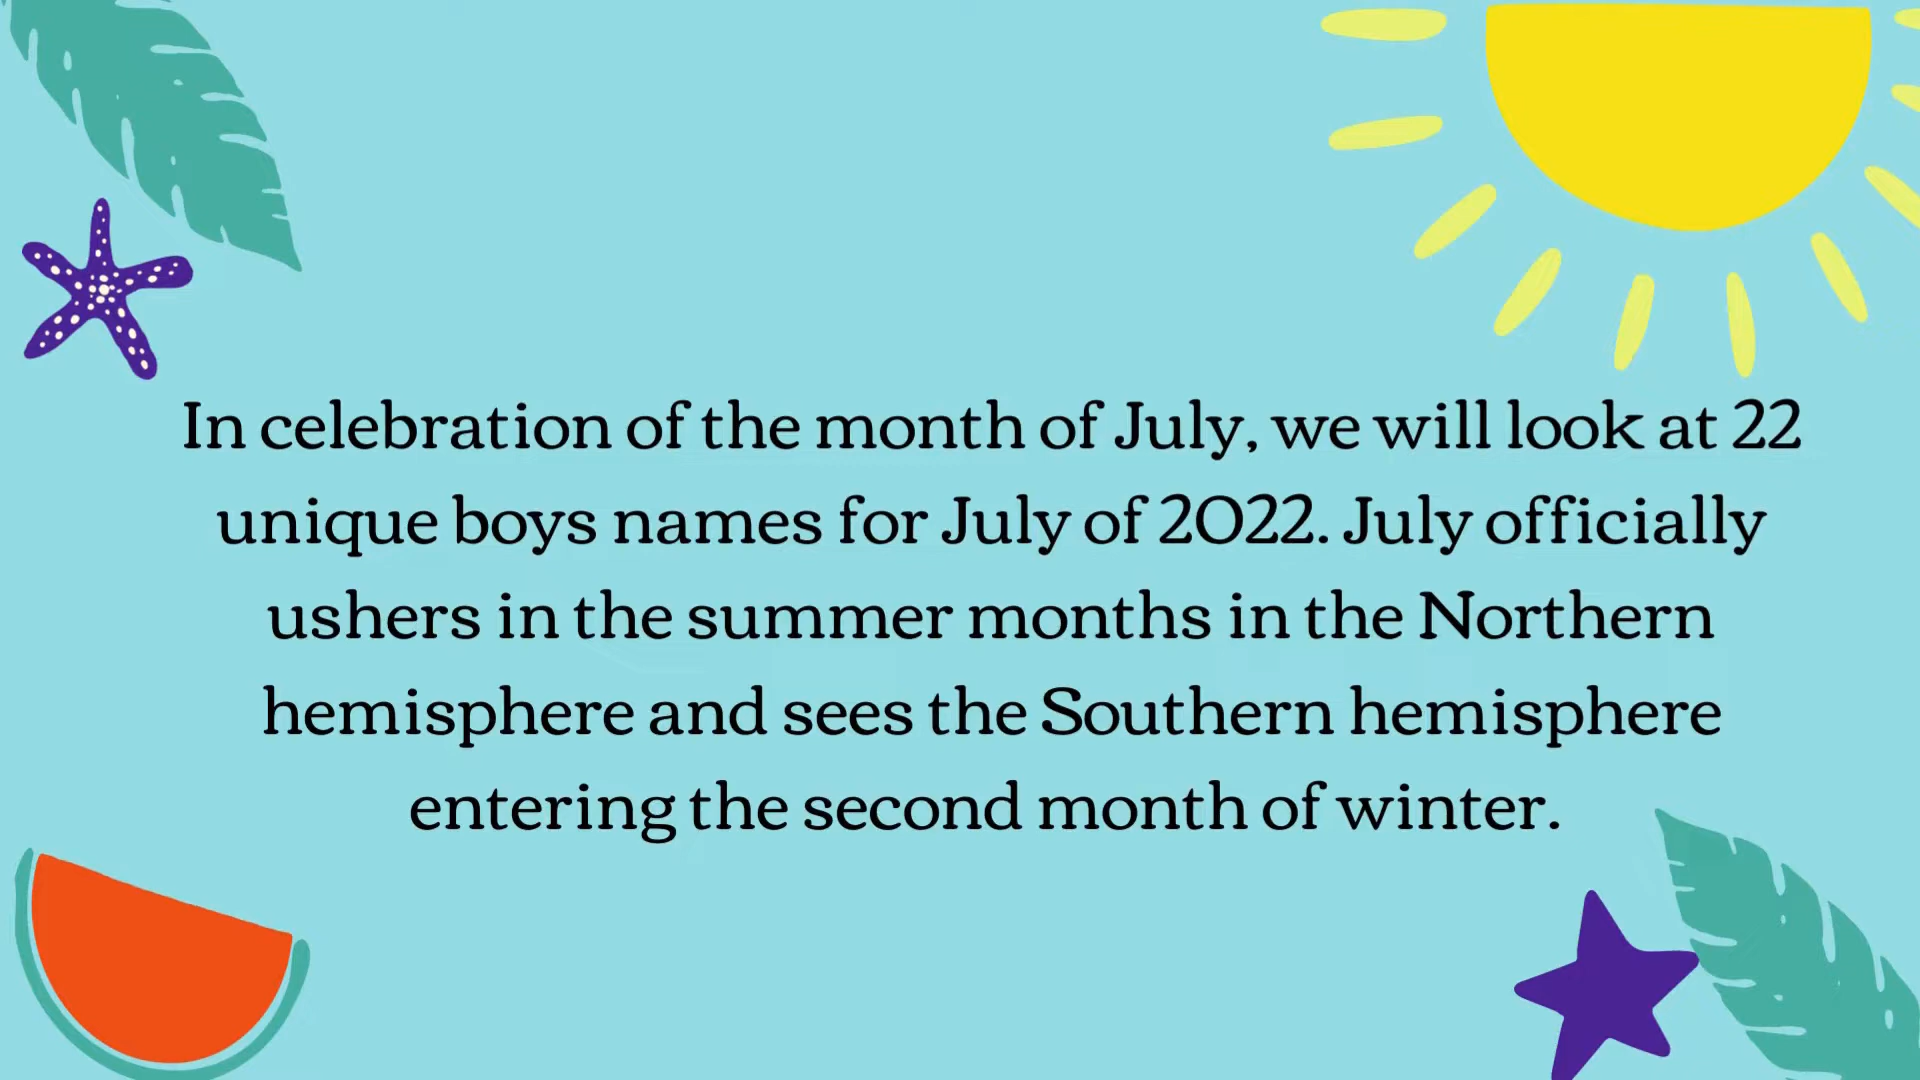 In celebration of the month of July, we will look at 22
unique boys names for July of 2022. July officially
ushers in the summer months in the Northern
hemisphere and sees the Southern hemisphere
entering the second month of winter.